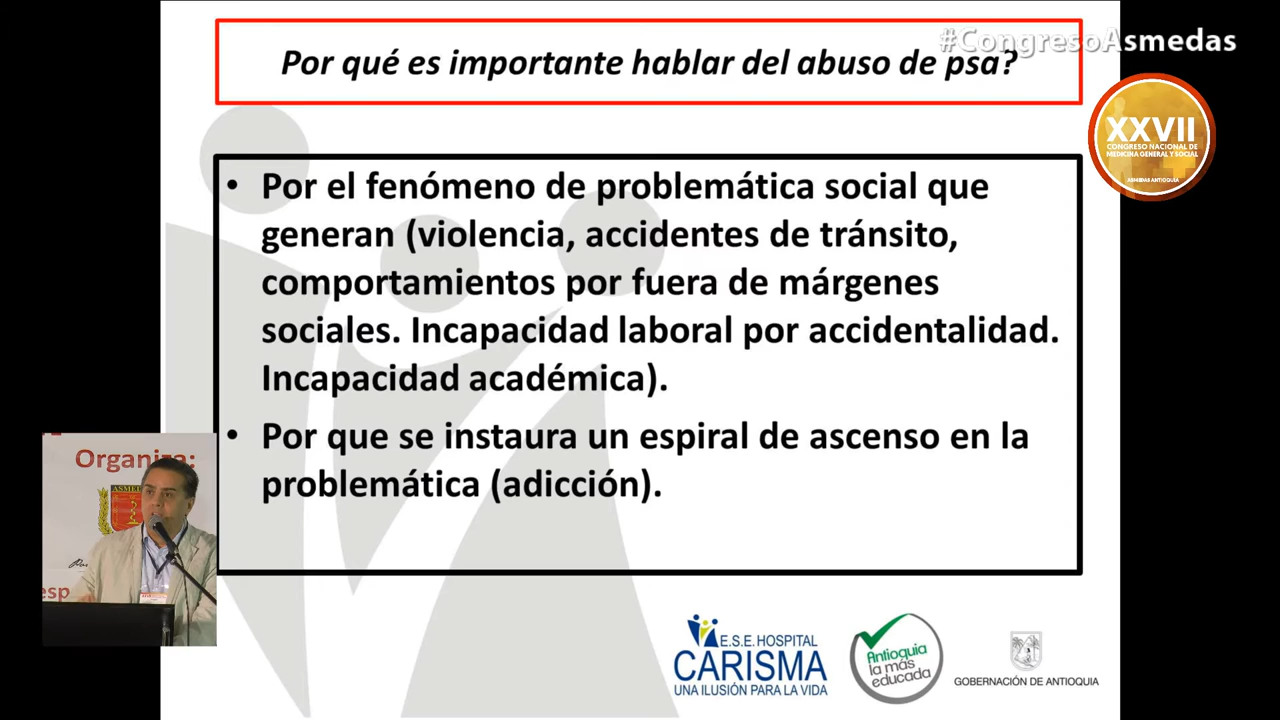 #CongresoAsmedas
Por qué es importante hablar del abuso de psa?
XXVII
CONGRESO NACIONAL DE
MEDICINA GENERAL Y SOCIAL
ASMEDAS ANTIOQUIA
• Por el fenómeno de problemática social que
generan (violencia, accidentes de tránsito,
comportamientos por fuera de márgenes
sociales. Incapacidad laboral por accidentalidad.
Incapacidad académica).
• Por que se instaura un espiral de ascenso en la
problemática (adicción).
Organiza:
esp
E.S.E. HOSPITAL
CARISMA
UNA ILUSIÓN PARA LA VIDA
Antioquia
la más
educada
GOBERNACIÓN DE ANTIOQUIA